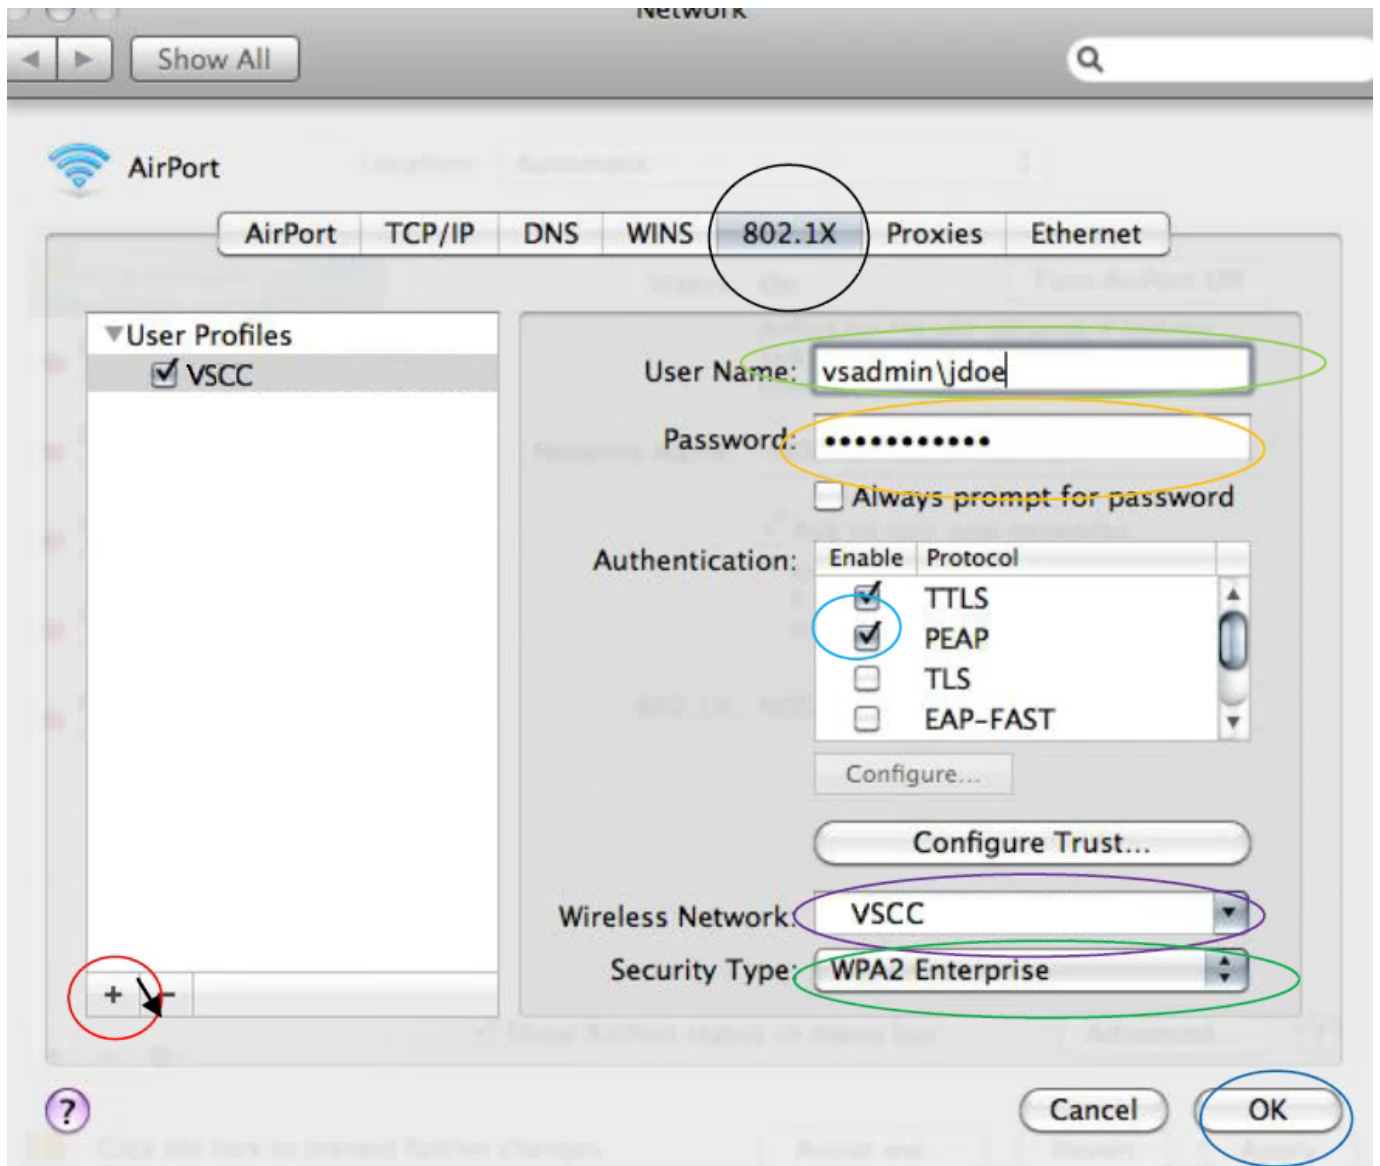 Network
Show All
AirPort
AirPort TCP/IP DNS WINS 802.1X Proxies Ethernet
User Profiles
VSCC
User Name: vsadmin\jdoe
Password: •••••••••••
Always prompt for password
Authentication: Enable Protocol
TTLS
PEAP
TLS
EAP-FAST
Configure...
Configure Trust...
Wireless Network: VSCC
Security Type: WPA2 Enterprise
+ −
? Cancel OK